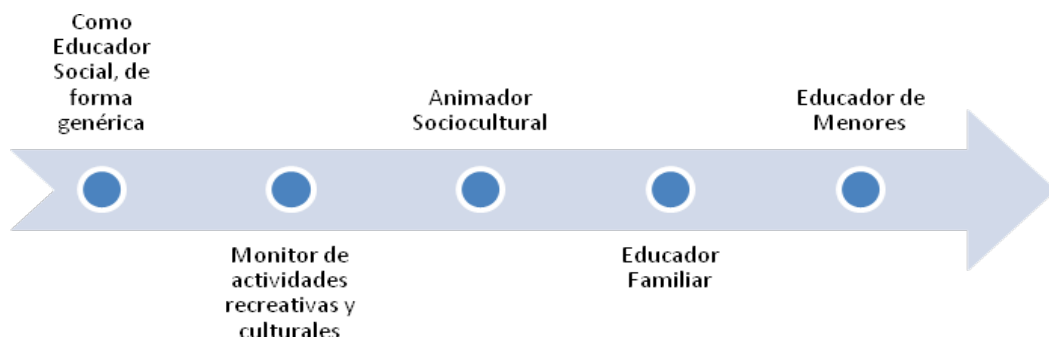 Como
Educador
Social, de
forma
genérica
Monitor de
actividades
recreativas y
culturales
Animador
Sociocultural
Educador
Familiar
Educador de
Menores